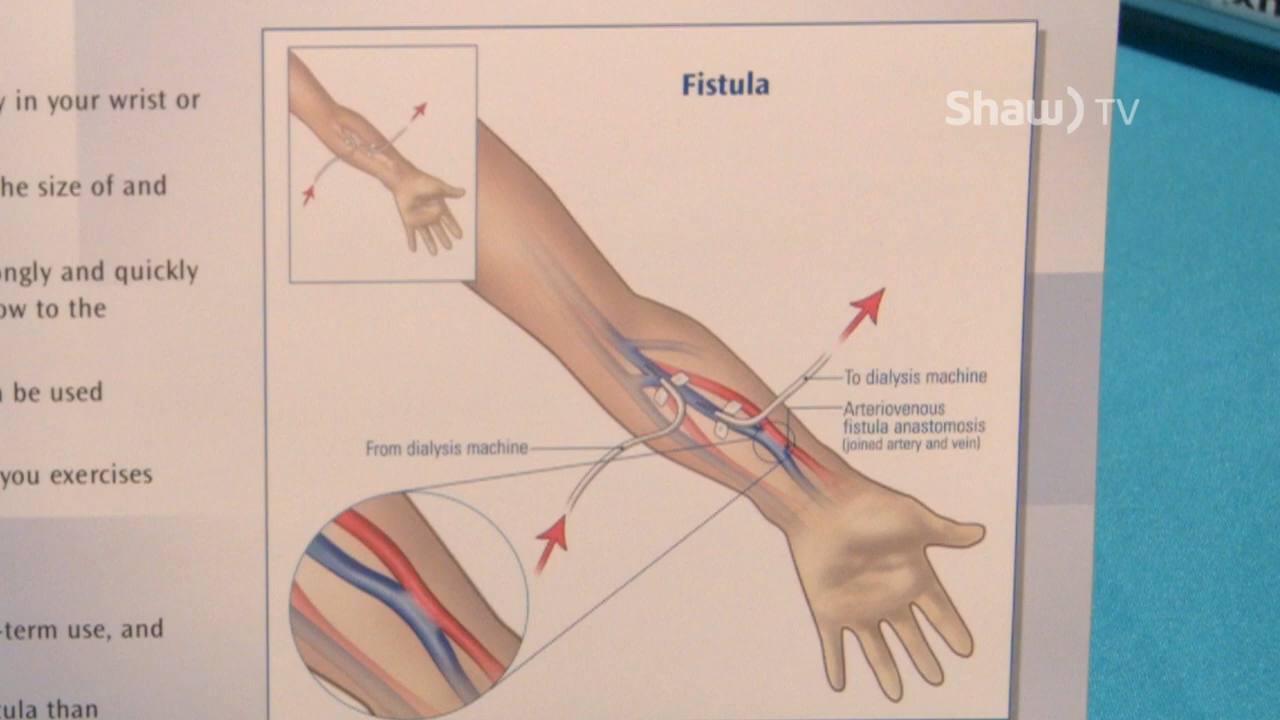 y in your wrist or
he size of and
ngly and quickly
ow to the
be used
you exercises
-term use, and
ula than
Fistula
Shaw) TV
To dialysis machine
Arteriovenous
fistula anastomosis
(joined artery and vein)
From dialysis machine